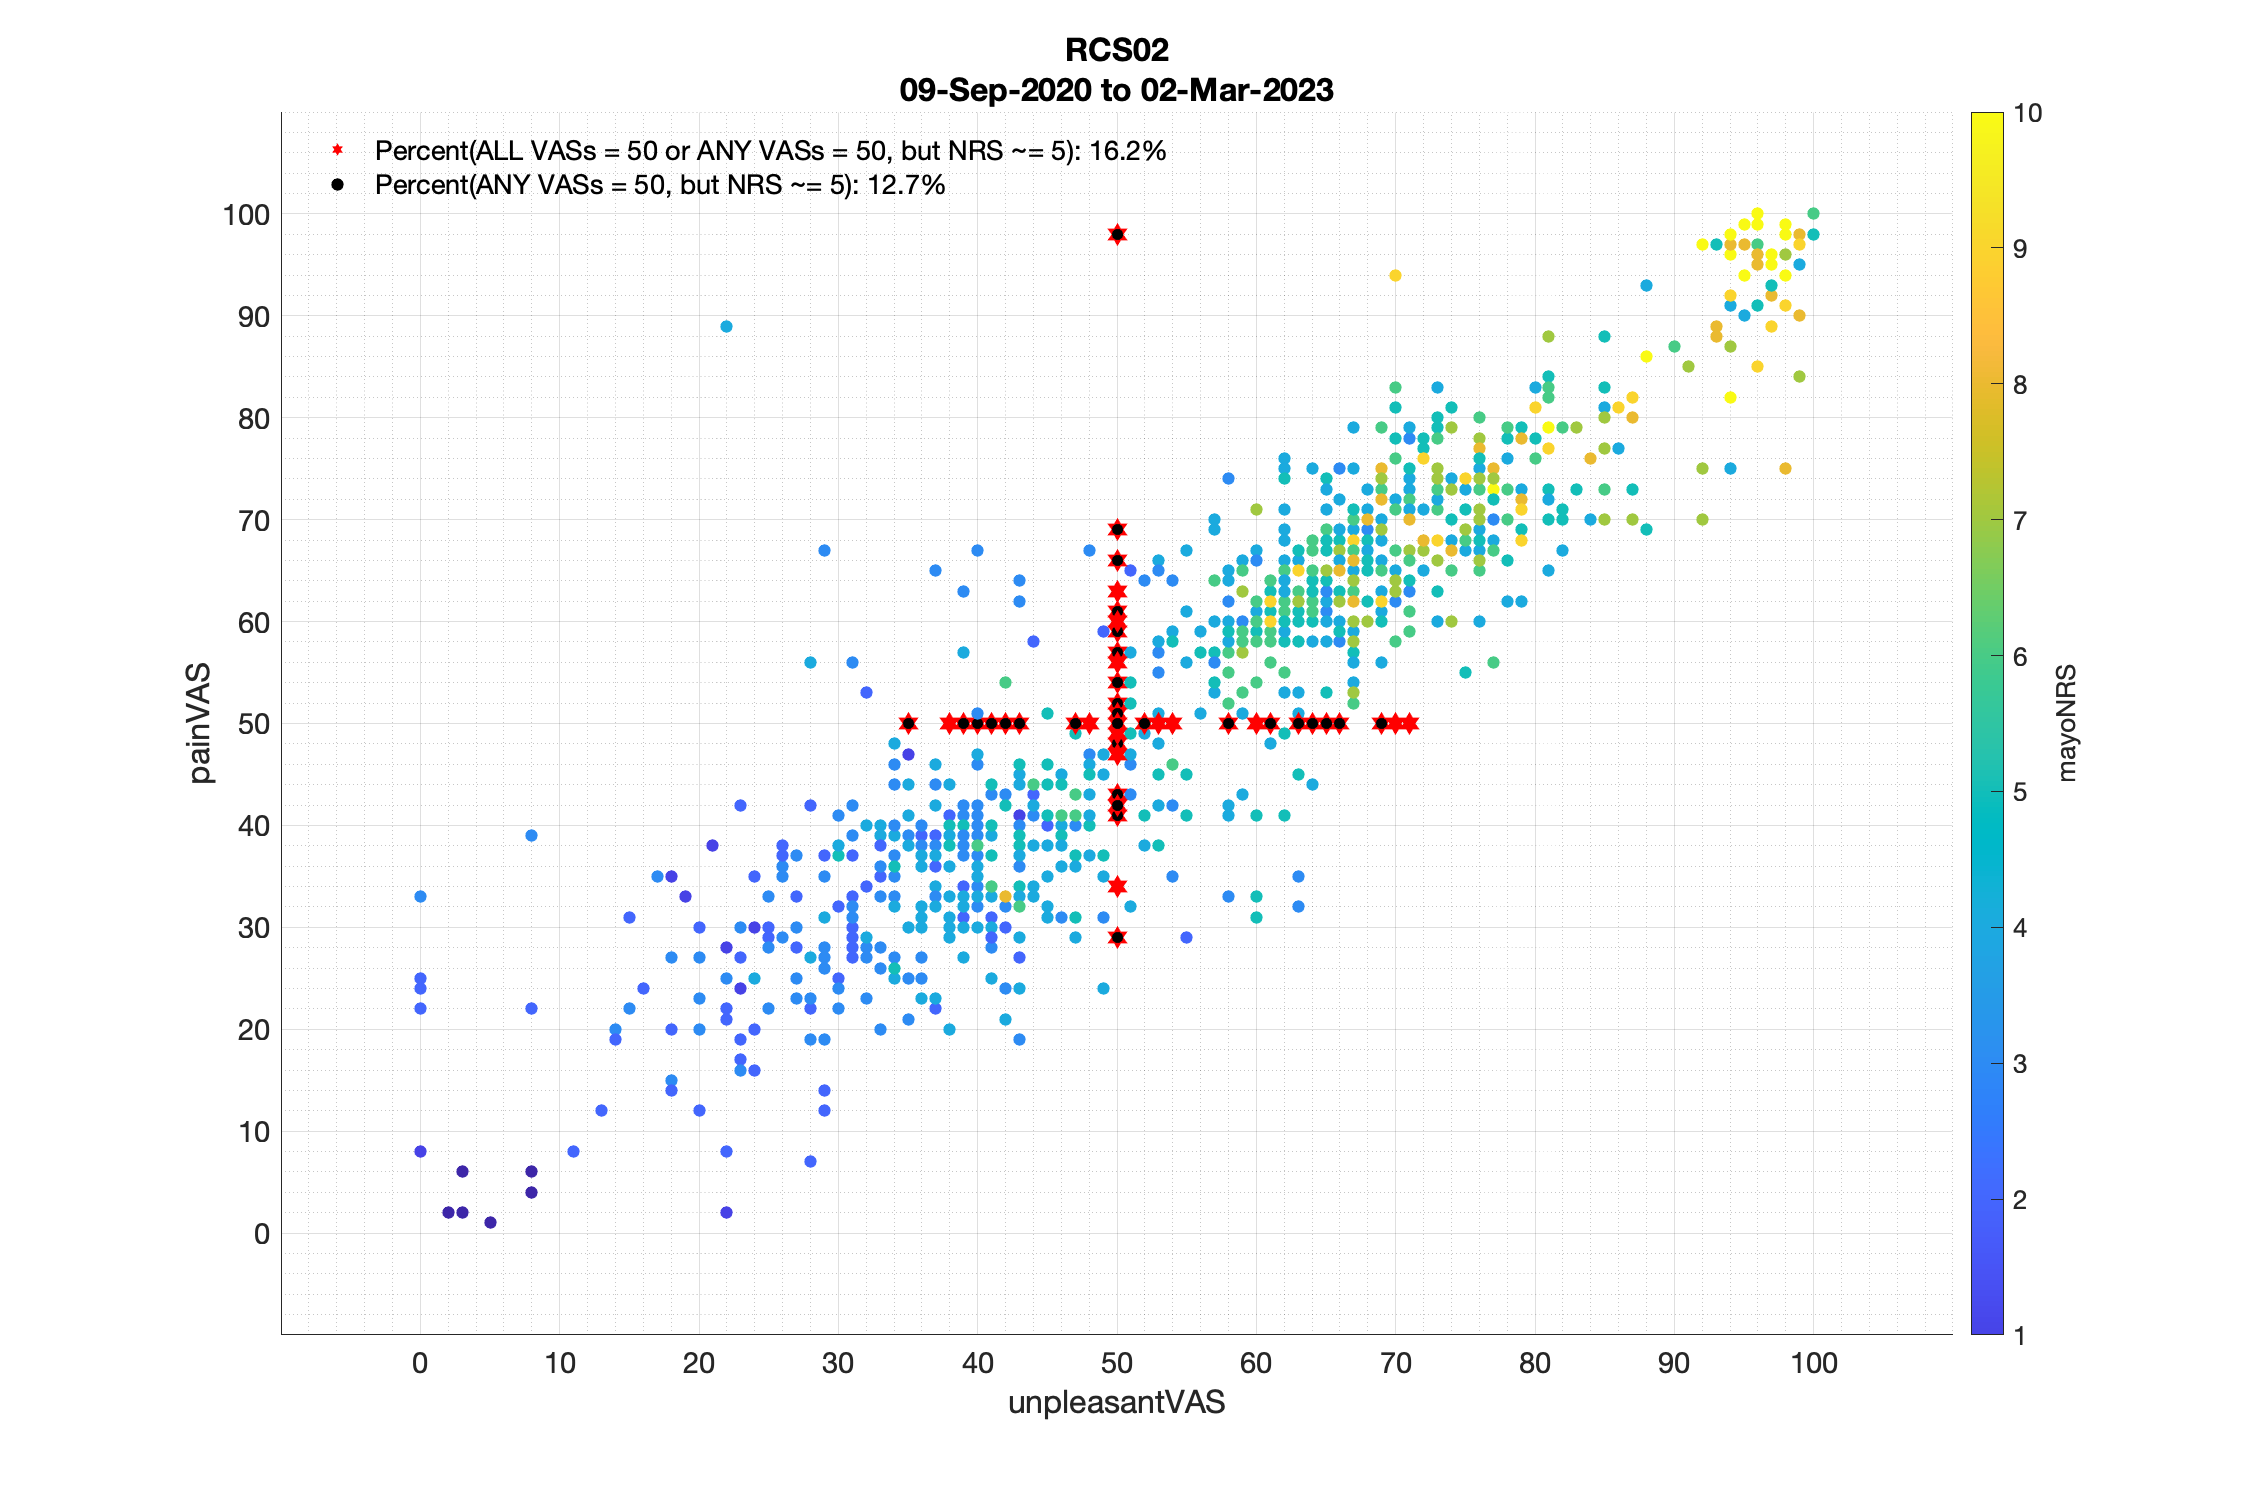 RCS02
09-Sep-2020 to 02-Mar-2023
Percent(ALL VASs = 50 or ANY VASs = 50, but NRS ~= 5): 16.2%
Percent(ANY VASs = 50, but NRS ~= 5): 12.7%
painVAS
100
90
80
70
60
50
40
30
20
10
0
0 10 20 30 40 50 60 70 80 90 100
unpleasantVAS
10
9
8
7
6
5
4
3
2
1
mayoNRS